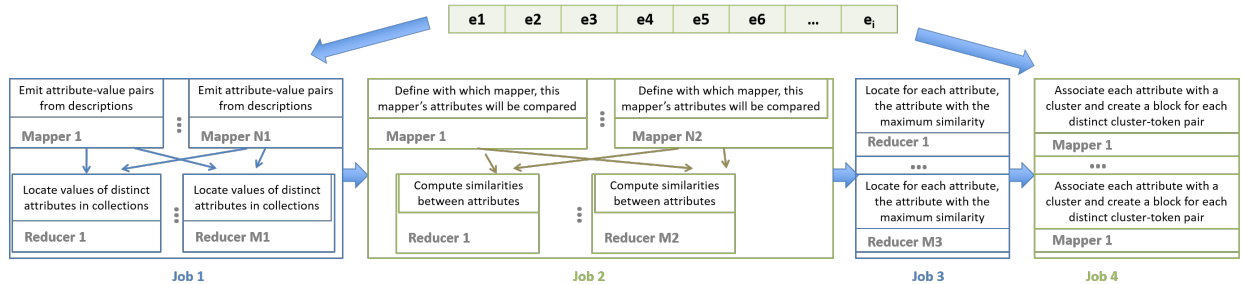 e1 e2 e3 e4 e5 e6 ... ei
Emit attribute-value pairs
from descriptions
Mapper 1
Emit attribute-value pairs
from descriptions
Mapper N1
Locate values of distinct
attributes in collections
Reducer 1
Locate values of distinct
attributes in collections
Reducer M1
Job 1
Define with which mapper, this
mapper's attributes will be compared
Mapper 1
Define with which mapper, this
mapper's attributes will be compared
Mapper N2
Compute similarities
between attributes
Reducer 1
Compute similarities
between attributes
Reducer M2
Job 2
Locate for each attribute,
the attribute with the
maximum similarity
Reducer 1
...
Locate for each attribute,
the attribute with the
maximum similarity
Reducer M3
Job 3
Associate each attribute with a
cluster and create a block for each
distinct cluster-token pair
Mapper 1
...
Associate each attribute with a
cluster and create a block for each
distinct cluster-token pair
Mapper 1
Job 4